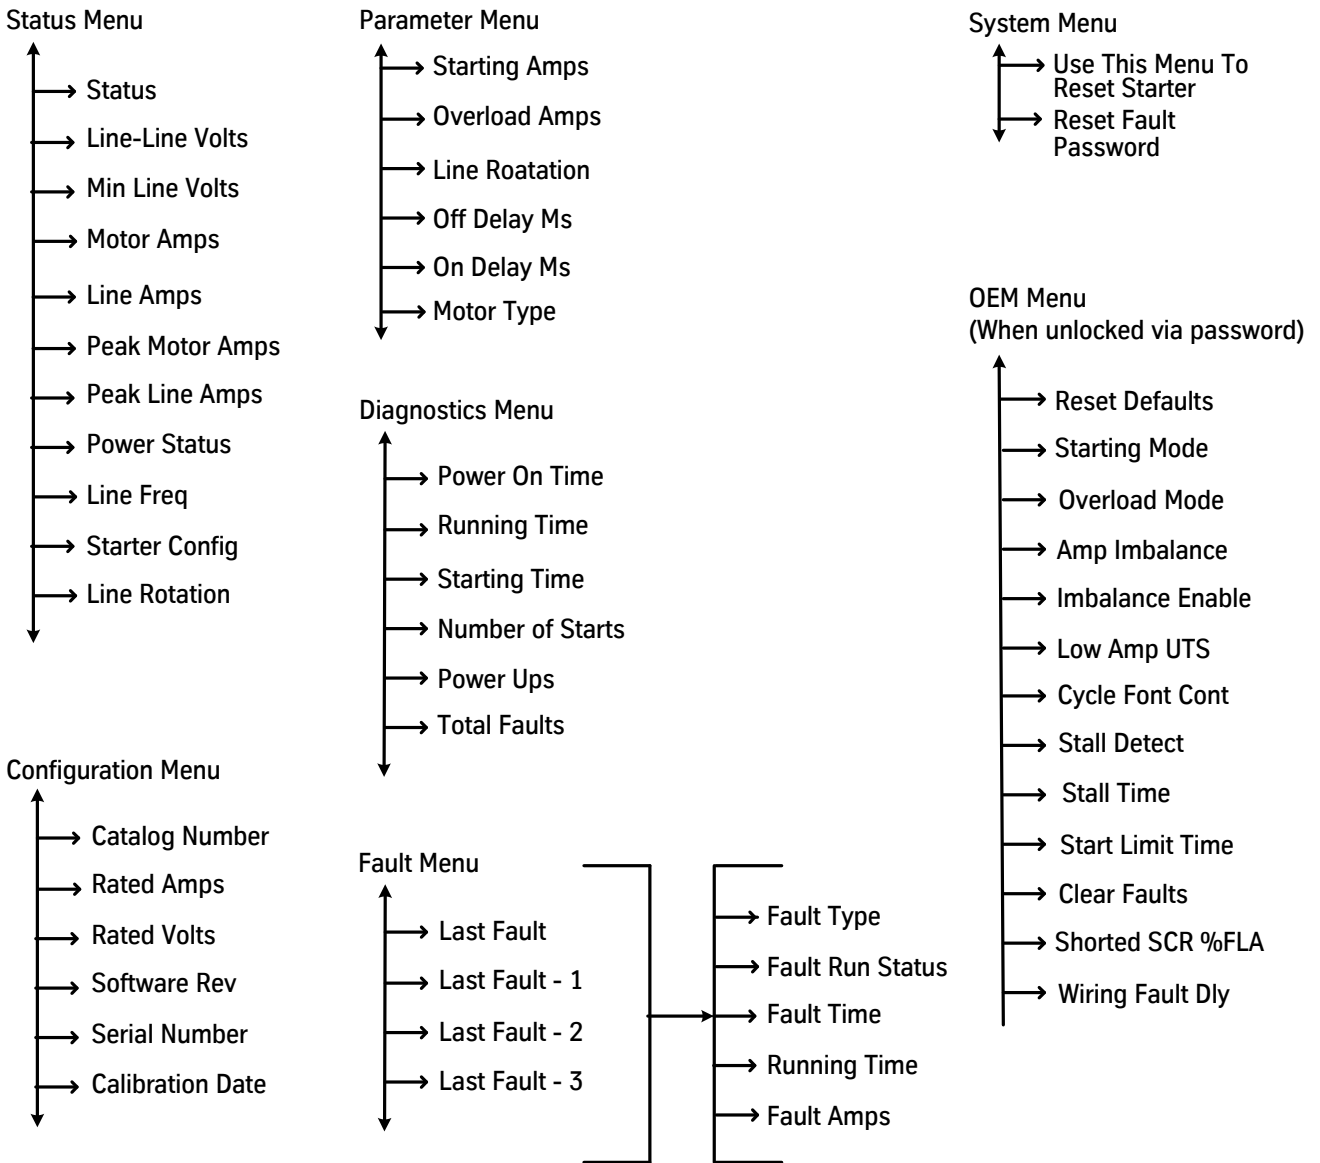 Status Menu
Status
Line-Line Volts
Min Line Volts
Motor Amps
Line Amps
Peak Motor Amps
Peak Line Amps
Power Status
Line Freq
Starter Config
Line Rotation
Configuration Menu
Catalog Number
Rated Amps
Rated Volts
Software Rev
Serial Number
Calibration Date
Parameter Menu
Starting Amps
Overload Amps
Line Roatation
Off Delay Ms
On Delay Ms
Motor Type
Diagnostics Menu
Power On Time
Running Time
Starting Time
Number of Starts
Power Ups
Total Faults
Fault Menu
Last Fault
Last Fault - 1
Last Fault - 2
Last Fault - 3
Fault Type
Fault Run Status
Fault Time
Running Time
Fault Amps
System Menu
Use This Menu To
Reset Starter
Reset Fault
Password
OEM Menu
(When unlocked via password)
Reset Defaults
Starting Mode
Overload Mode
Amp Imbalance
Imbalance Enable
Low Amp UTS
Cycle Font Cont
Stall Detect
Stall Time
Start Limit Time
Clear Faults
Shorted SCR %FLA
Wiring Fault Dly